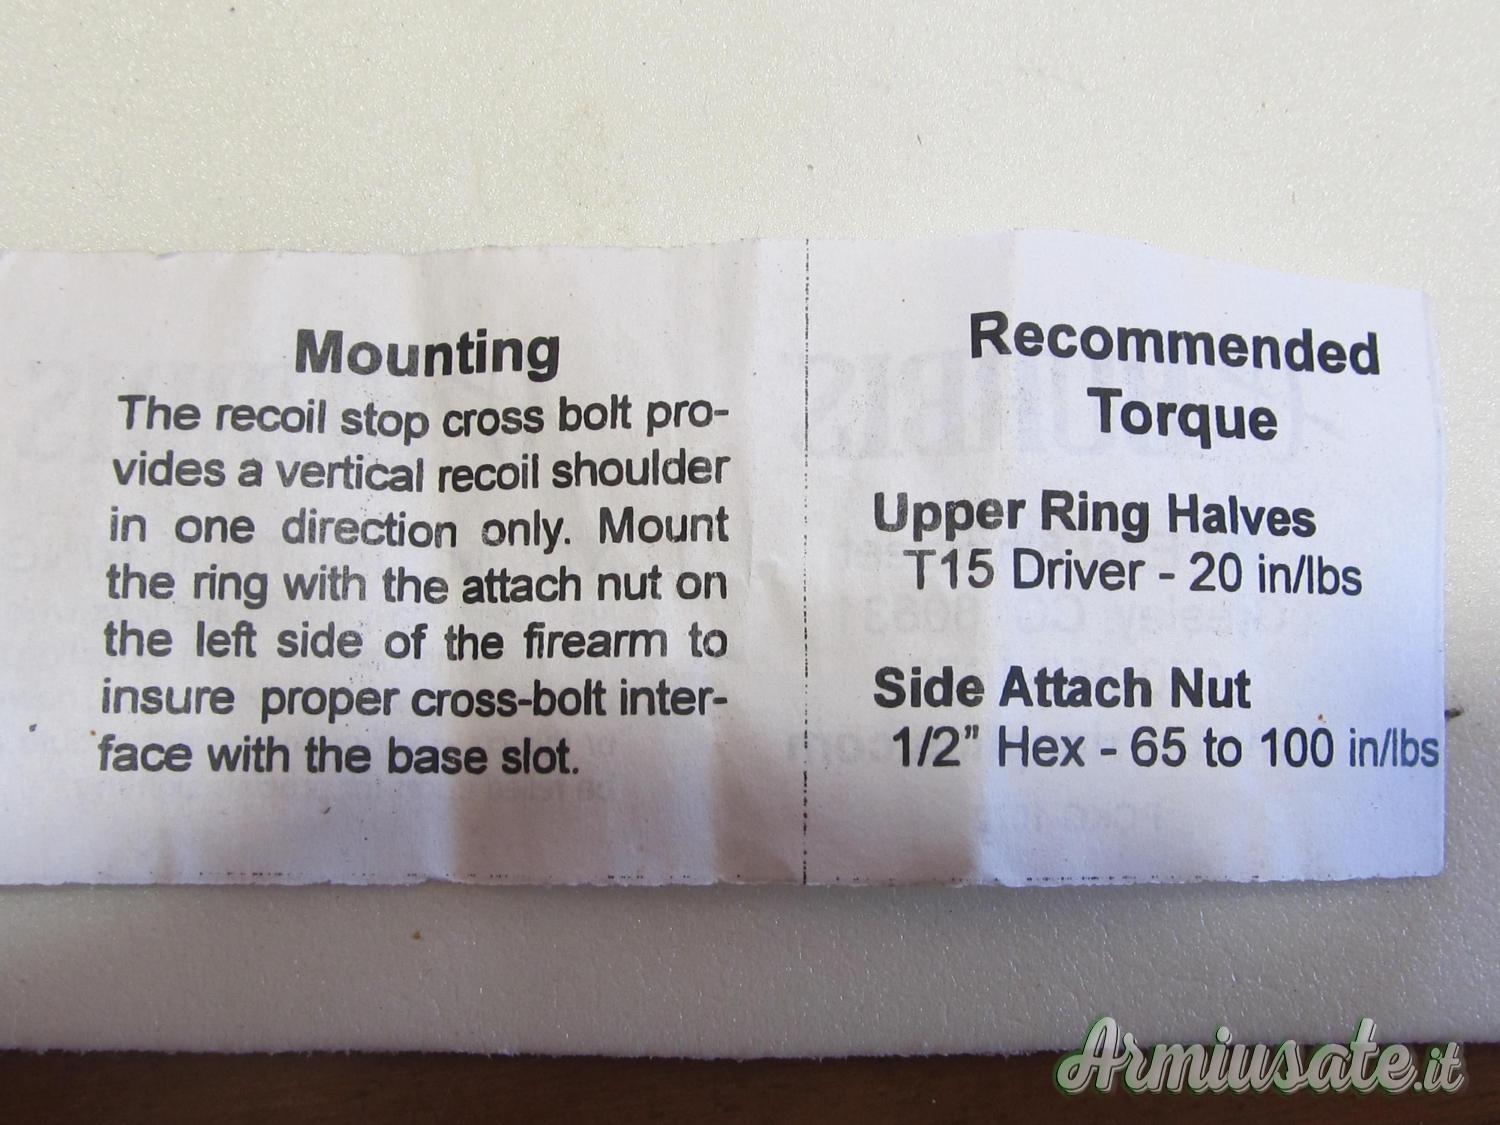 Mounting
The recoil stop cross bolt pro-
vides a vertical recoil shoulder
in one direction only. Mount
the ring with the attach nut on
the left side of the firearm to
insure proper cross-bolt inter-
face with the base slot.
Recommended
Torque
Upper Ring Halves
T15 Driver - 20 in/lbs
Side Attach Nut
1/2" Hex - 65 to 100 in/lbs
Armiusate.it